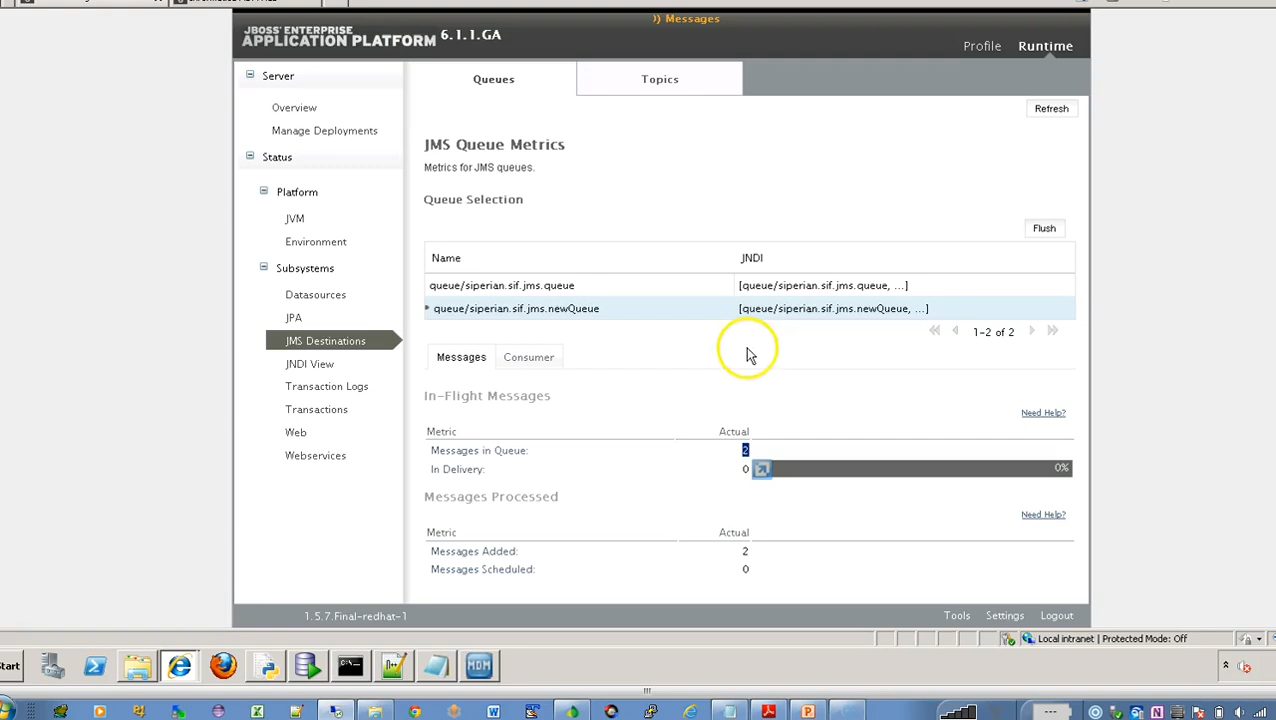 )) Messages
JBOSS' ENTERPRISE
APPLICATION PLATFORM 6.1.1.GA
Profile Runtime
Server
Overview
Manage Deployments
Status
Platform
JVM
Environment
Subsystems
Datasources
JPA
JMS Destinations
JNDI View
Transaction Logs
Transactions
Web
Webservices
Queues Topics
Refresh
JMS Queue Metrics
Metrics for JMS queues.
Queue Selection
Flush
Name JNDI
queue/siperian.sif.jms.queue [queue/siperian.sif.jms.queue, ...]
queue/siperian.sif.jms.newQueue [queue/siperian.sif.jms.newQueue, ...]
1-2 of 2
Messages Consumer
In-Flight Messages
Need Help?
Metric Actual
Messages in Queue: 2
In Delivery: 0 0%
Messages Processed
Need Help?
Metric Actual
Messages Added: 2
Messages Scheduled: 0
1.5.7.Final-redhat-1 Tools Settings Logout
Local intranet | Protected Mode: Off
Start
MDM